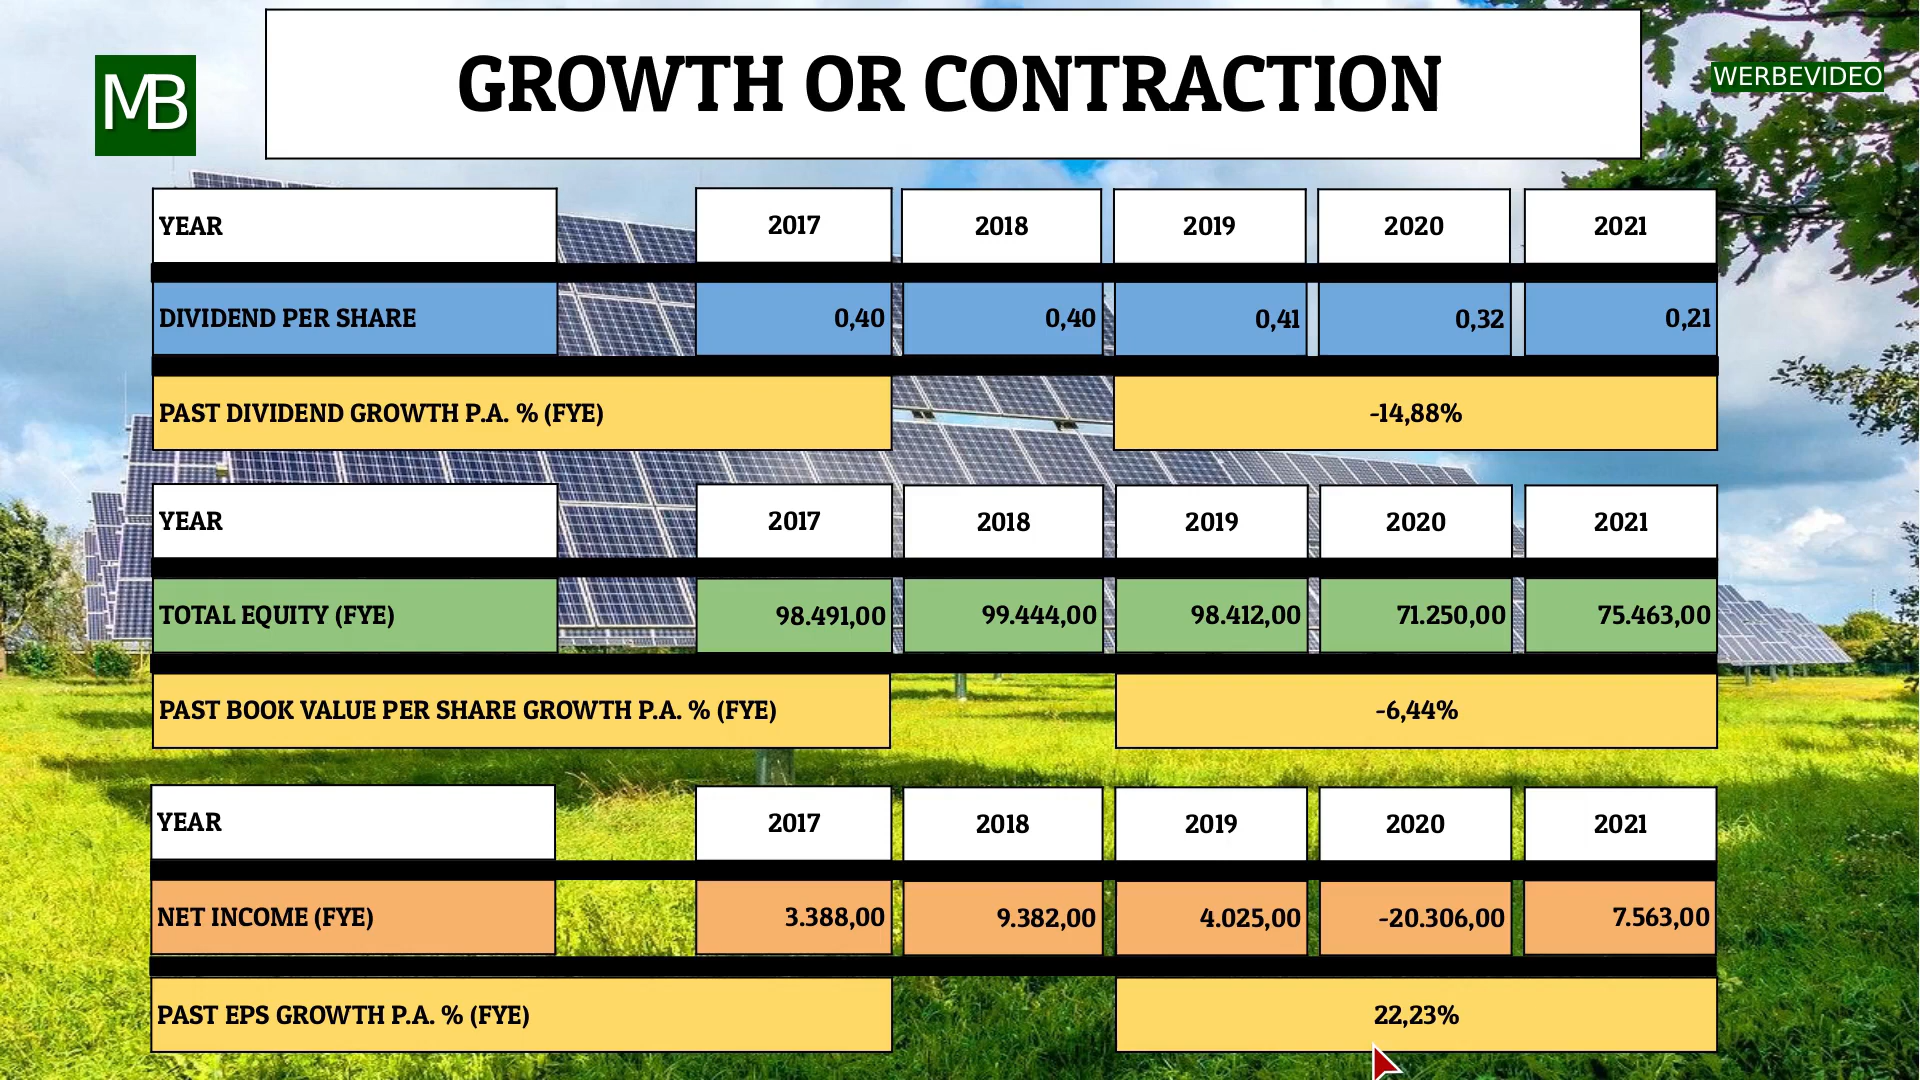 GROWTH OR CONTRACTION
MB
WERBEVIDEO
YEAR 2017 2018 2019 2020 2021
DIVIDEND PER SHARE 0,40 0,40 0,41 0,32 0,21
PAST DIVIDEND GROWTH P.A. % (FYE) -14,88%
YEAR 2017 2018 2019 2020 2021
TOTAL EQUITY (FYE) 98.491,00 99.444,00 98.412,00 71.250,00 75.463,00
PAST BOOK VALUE PER SHARE GROWTH P.A. % (FYE) -6,44%
YEAR 2017 2018 2019 2020 2021
NET INCOME (FYE) 3.388,00 9.382,00 4.025,00 -20.306,00 7.563,00
PAST EPS GROWTH P.A. % (FYE) 22,23%